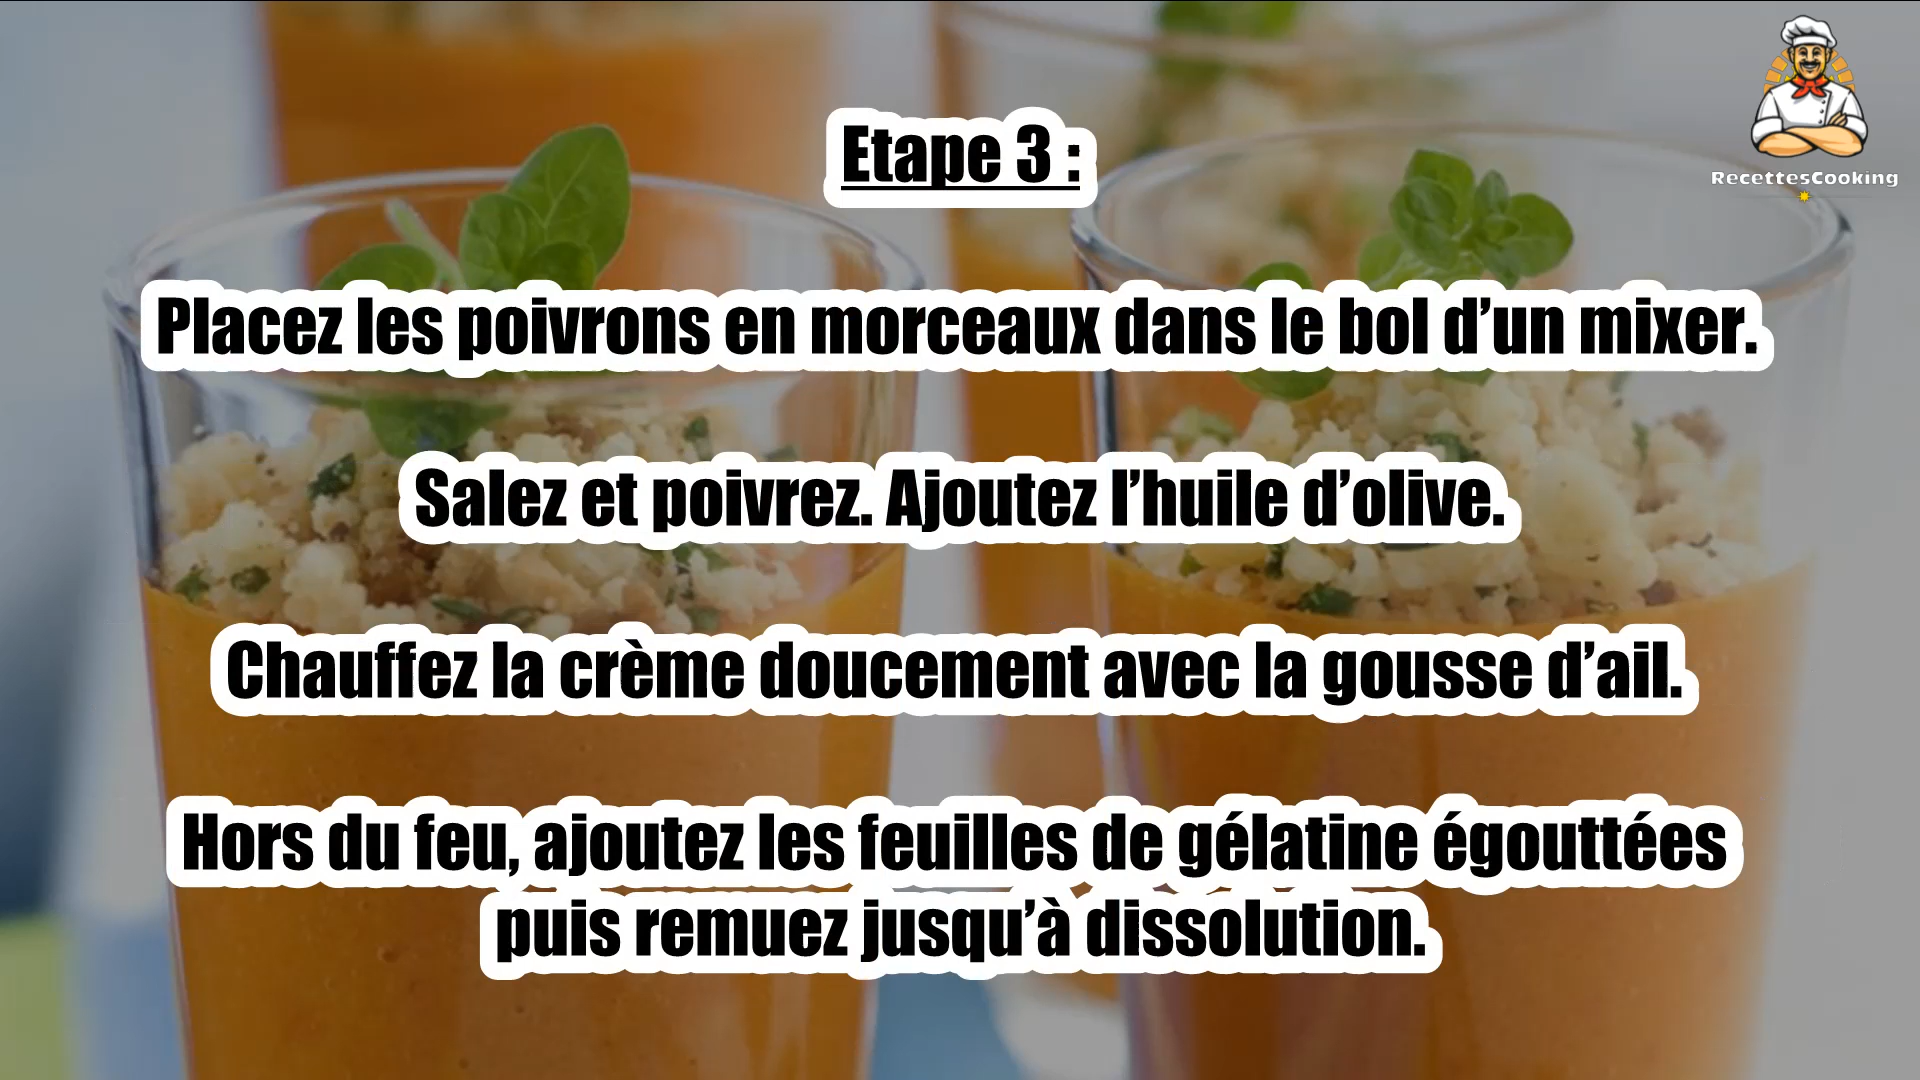 RecettesCooking
Etape 3 :
Placez les poivrons en morceaux dans le bol d’un mixer.
Salez et poivrez. Ajoutez l’huile d’olive.
Chauffez la crème doucement avec la gousse d’ail.
Hors du feu, ajoutez les feuilles de gélatine égouttées
puis remuez jusqu’à dissolution.